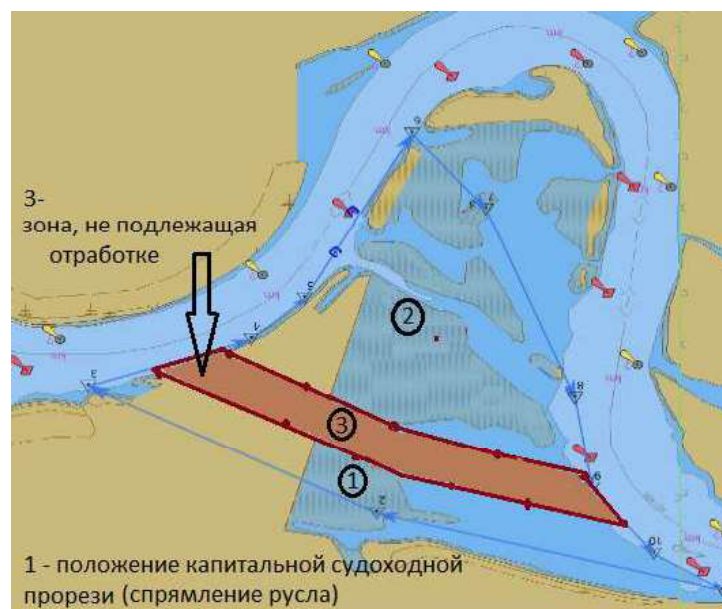 3-
зона, не подлежащая
отработке
2
3
1
1 - положение капитальной судоходной
прорези (спрямление русла)